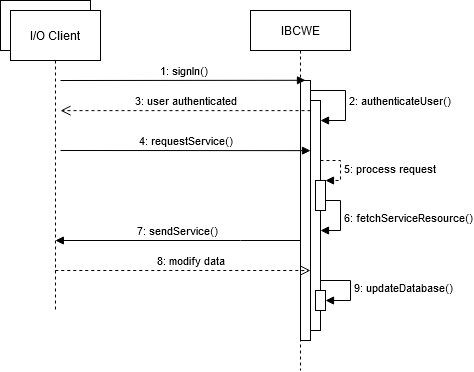 I/O Client
IBCWE
1: signIn()
2: authenticateUser()
3: user authenticated
4: requestService()
5: process request
6: fetchServiceResource()
7: sendService()
8: modify data
9: updateDatabase()